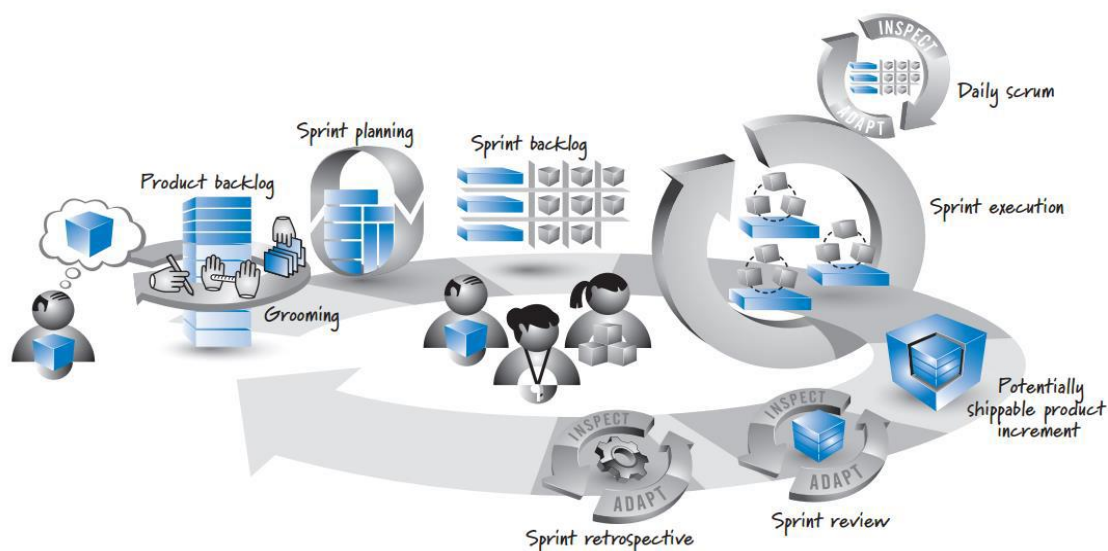 INSPECT
ADAPT
Daily scrum
Sprint planning
Sprint backlog
Product backlog
Sprint execution
Grooming
Potentially
shippable product
increment
INSPECT
ADAPT
Sprint review
INSPECT
ADAPT
Sprint retrospective